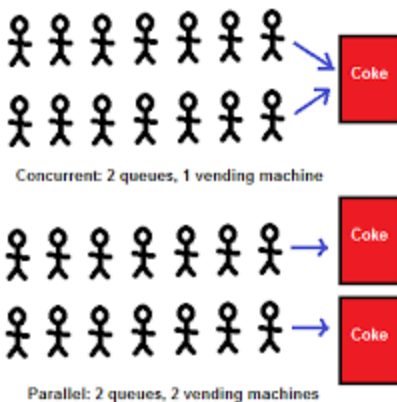 Coke
Concurrent: 2 queues, 1 vending machine
Coke
Coke
Parallel: 2 queues, 2 vending machines